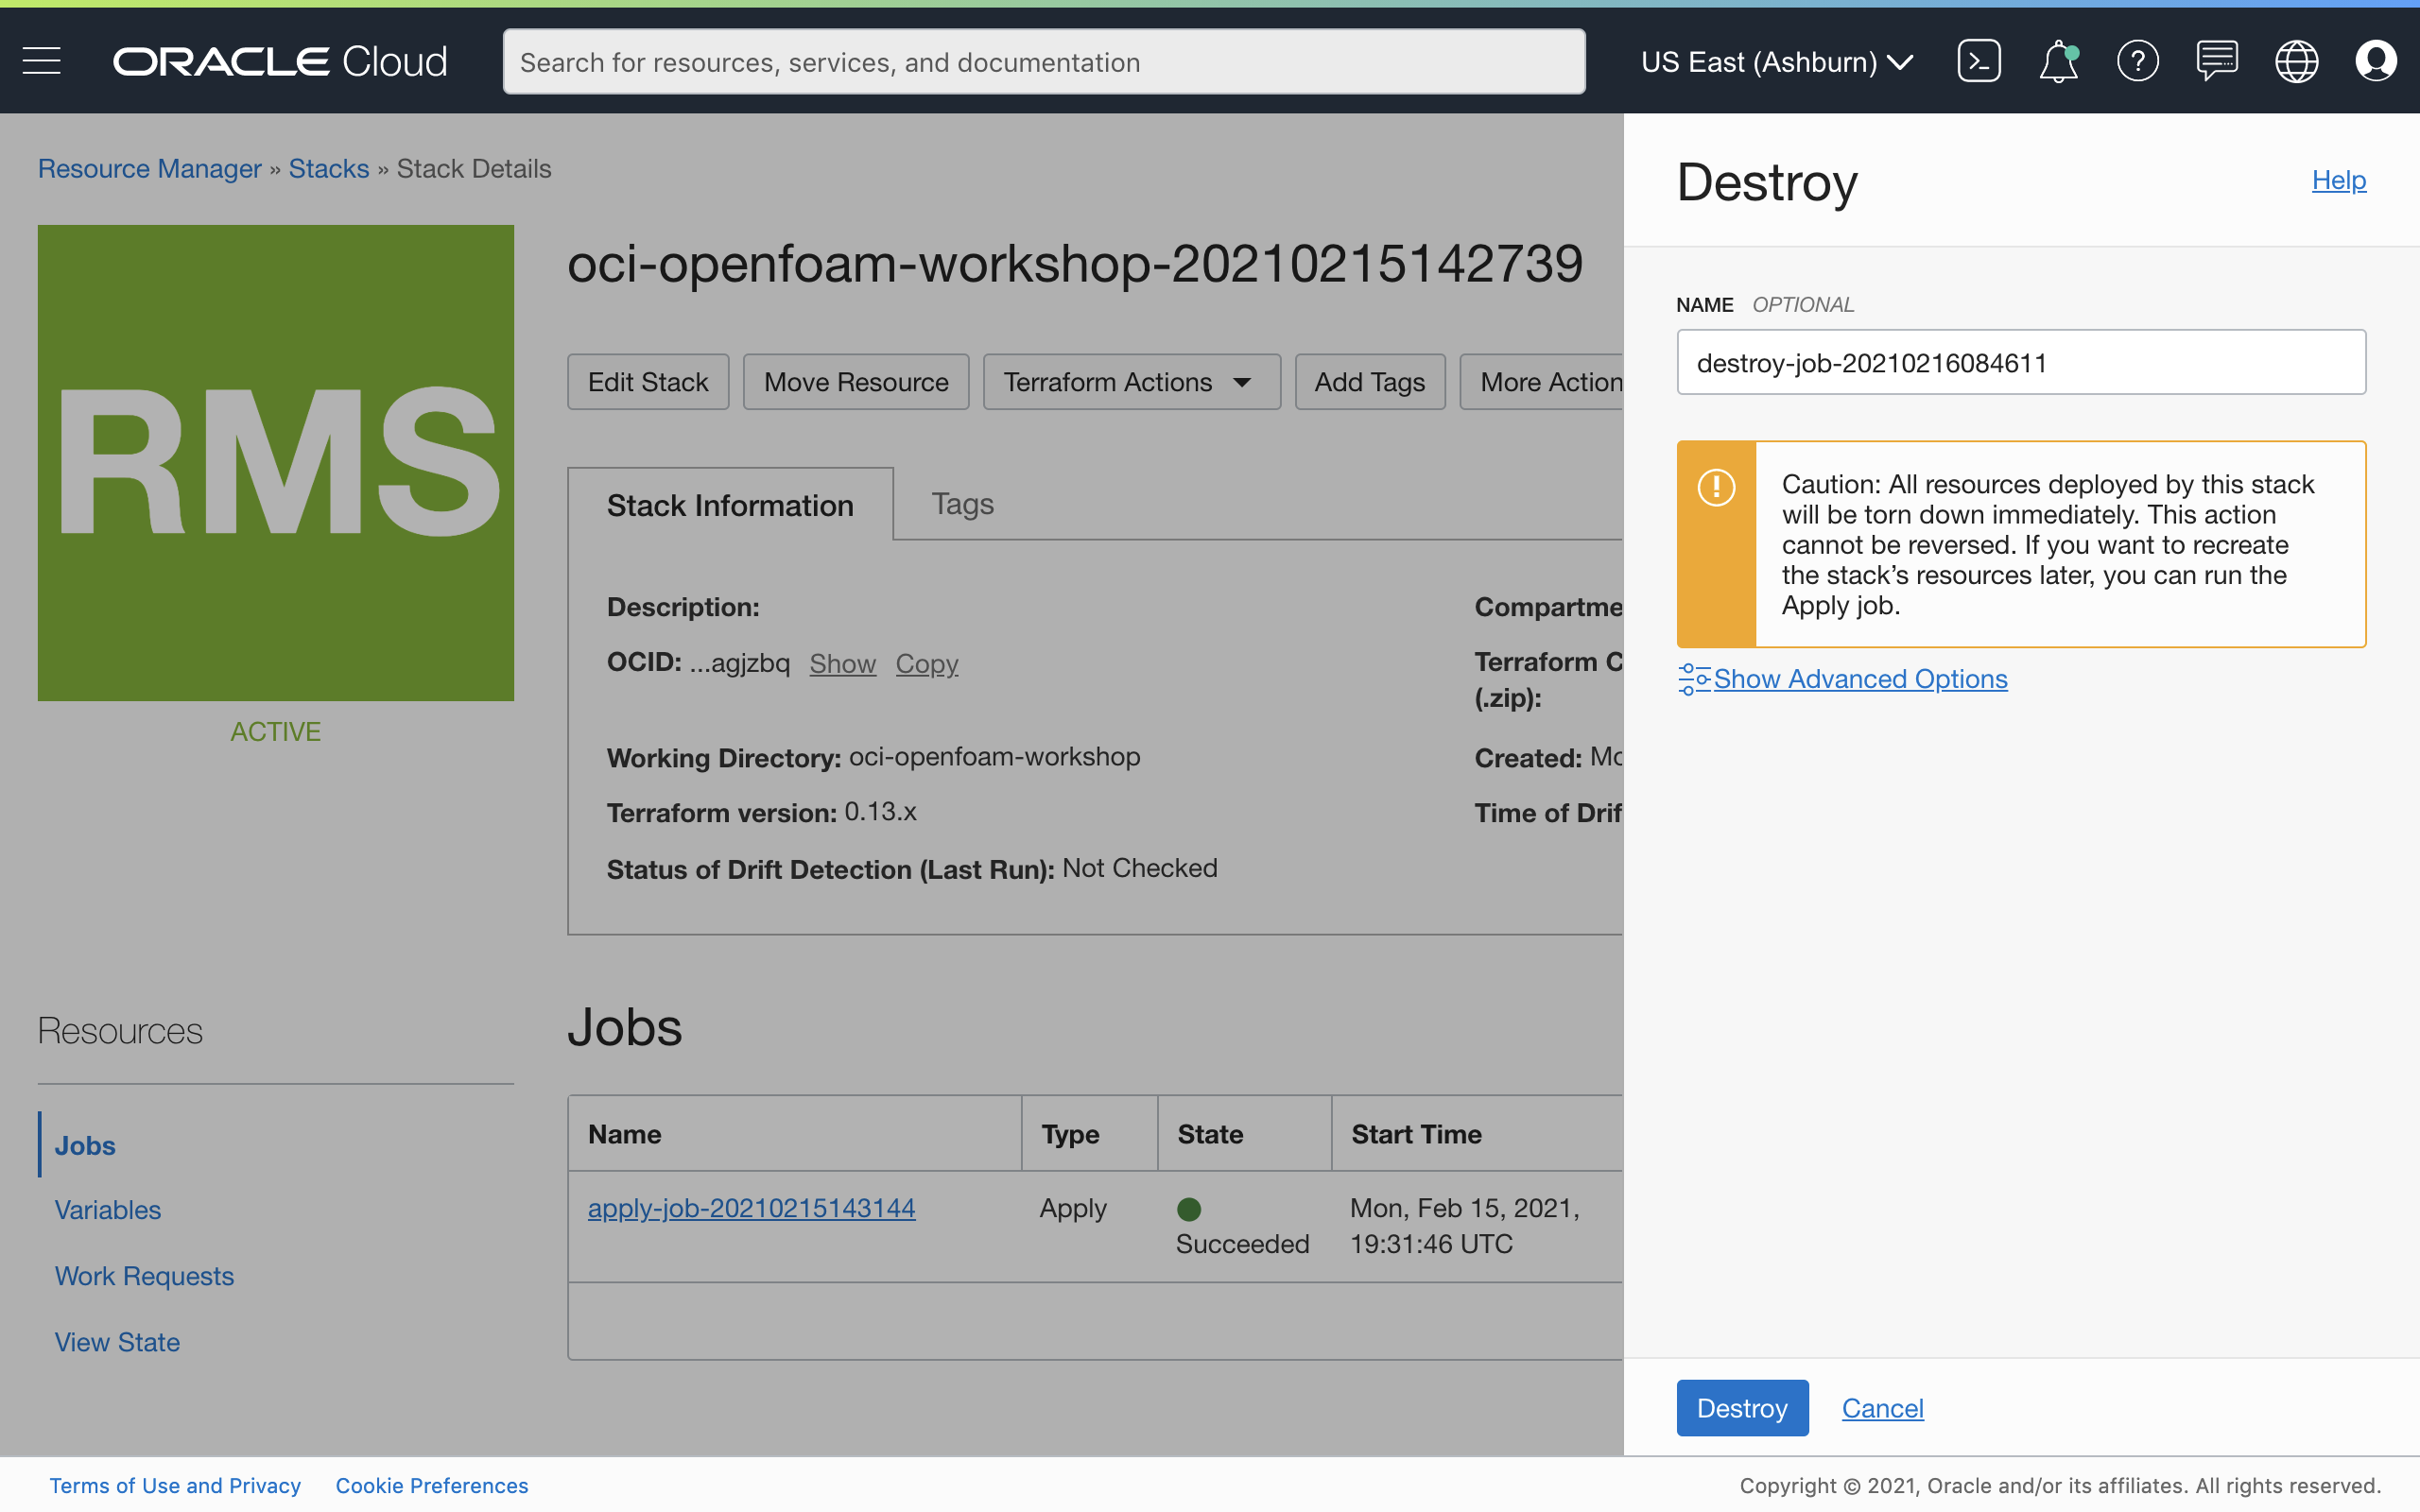 ORACLE Cloud
Search for resources, services, and documentation
US East (Ashburn)
Resource Manager » Stacks » Stack Details
RMS
ACTIVE
oci-openfoam-workshop-20210215142739
Edit Stack
Move Resource
Terraform Actions
Add Tags
More Action
Stack Information
Tags
Description:
Compartme
OCID: ...agjzbq Show Copy
Terraform C
(.zip):
Working Directory: oci-openfoam-workshop
Created: Mo
Terraform version: 0.13.x
Time of Drif
Status of Drift Detection (Last Run): Not Checked
Resources
Jobs
Variables
Work Requests
View State
Jobs
Name Type State Start Time
apply-job-20210215143144 Apply Succeeded Mon, Feb 15, 2021,
19:31:46 UTC
Destroy
Help
NAME OPTIONAL
destroy-job-20210216084611
Caution: All resources deployed by this stack
will be torn down immediately. This action
cannot be reversed. If you want to recreate
the stack’s resources later, you can run the
Apply job.
Show Advanced Options
Destroy
Cancel
Terms of Use and Privacy
Cookie Preferences
Copyright © 2021, Oracle and/or its affiliates. All rights reserved.